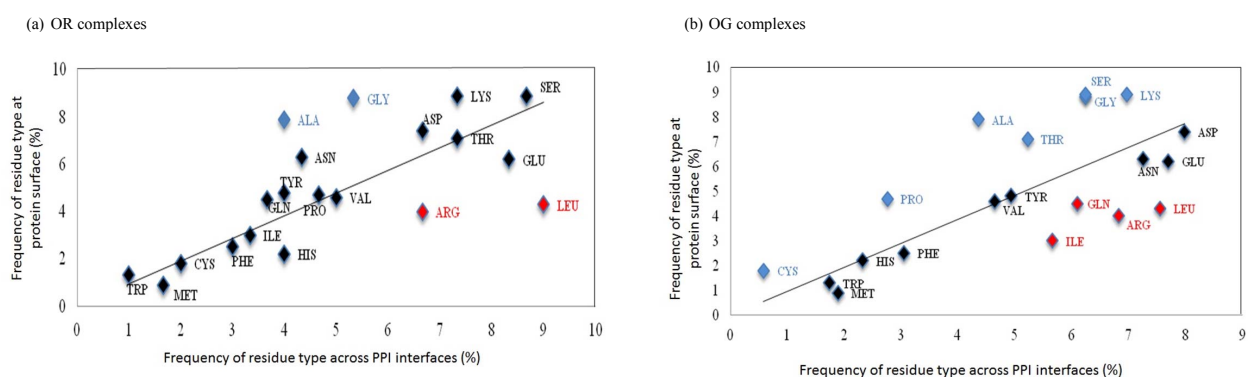 (a) OR complexes
Frequency of residue type at
protein surface (%)
10
8
6
4
2
0
SER
LYS
GLY
ALA
ASP
THR
ASN
GLU
TYR
GLN
PRO
VAL
ARG
LEU
ILE
HIS
PHE
CYS
TRP
MET
0 1 2 3 4 5 6 7 8 9 10
Frequency of residue type across PPI interfaces (%)
(b) OG complexes
Frequency of residue type at
protein surface (%)
10
9
8
7
6
5
4
3
2
1
0
SER
GLY
LYS
ALA
THR
ASP
ASN
GLU
PRO
TYR
VAL
GLN
ARG
LEU
ILE
PHE
HIS
CYS
TRP
MET
0 1 2 3 4 5 6 7 8 9
Frequency of residue type across PPI interfaces (%)